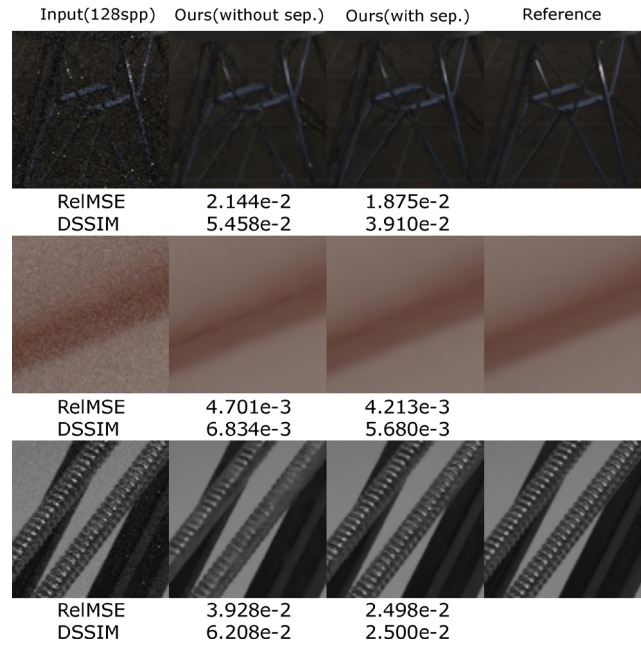 Input(128spp) Ours(without sep.) Ours(with sep.) Reference
RelMSE 2.144e-2 1.875e-2
DSSIM 5.458e-2 3.910e-2
RelMSE 4.701e-3 4.213e-3
DSSIM 6.834e-3 5.680e-3
RelMSE 3.928e-2 2.498e-2
DSSIM 6.208e-2 2.500e-2